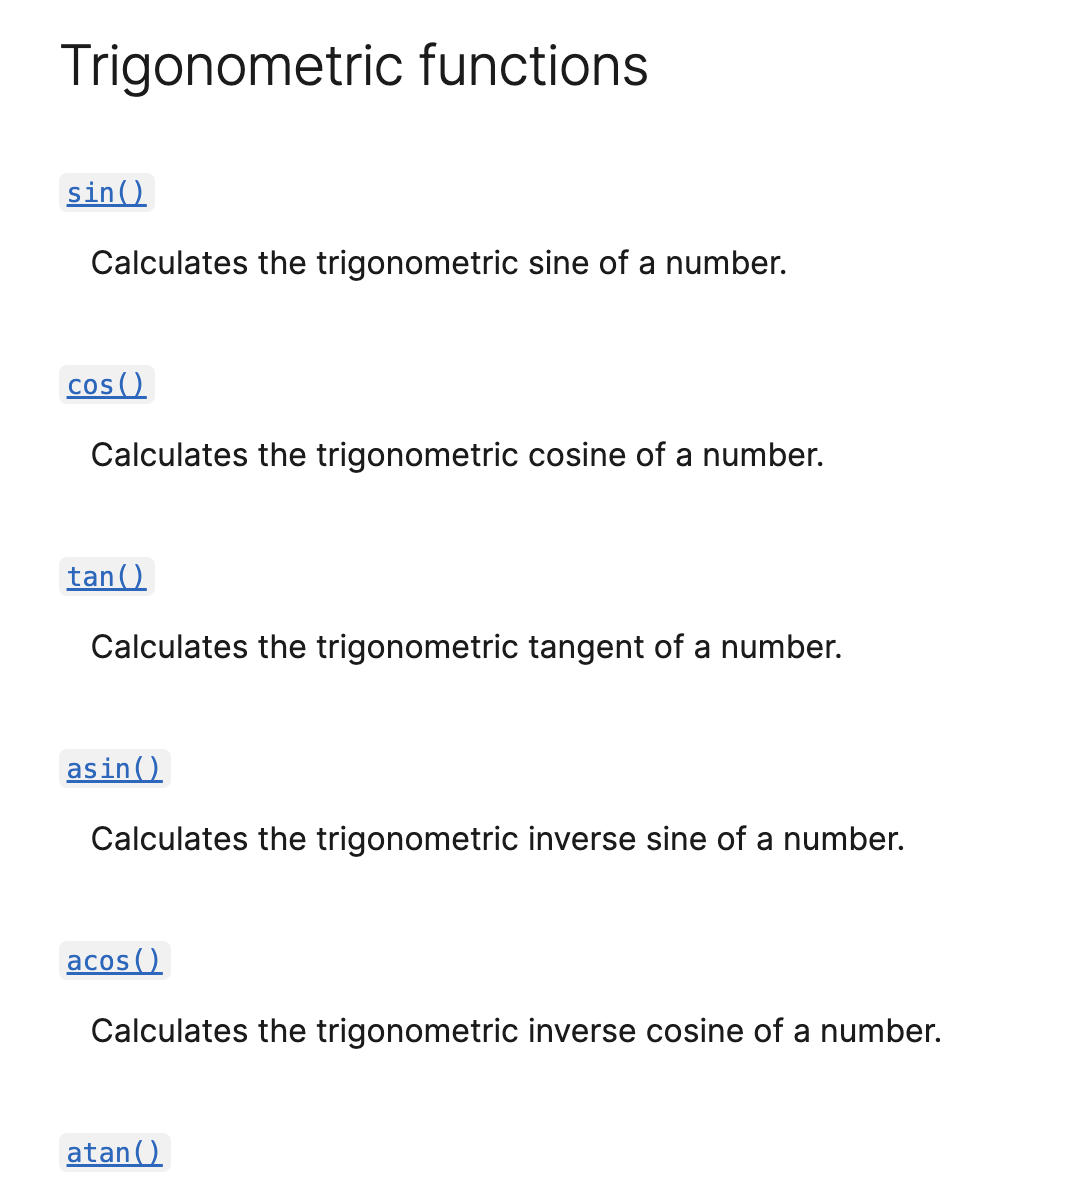 Trigonometric functions
sin()
Calculates the trigonometric sine of a number.
cos()
Calculates the trigonometric cosine of a number.
tan()
Calculates the trigonometric tangent of a number.
asin()
Calculates the trigonometric inverse sine of a number.
acos()
Calculates the trigonometric inverse cosine of a number.
atan()